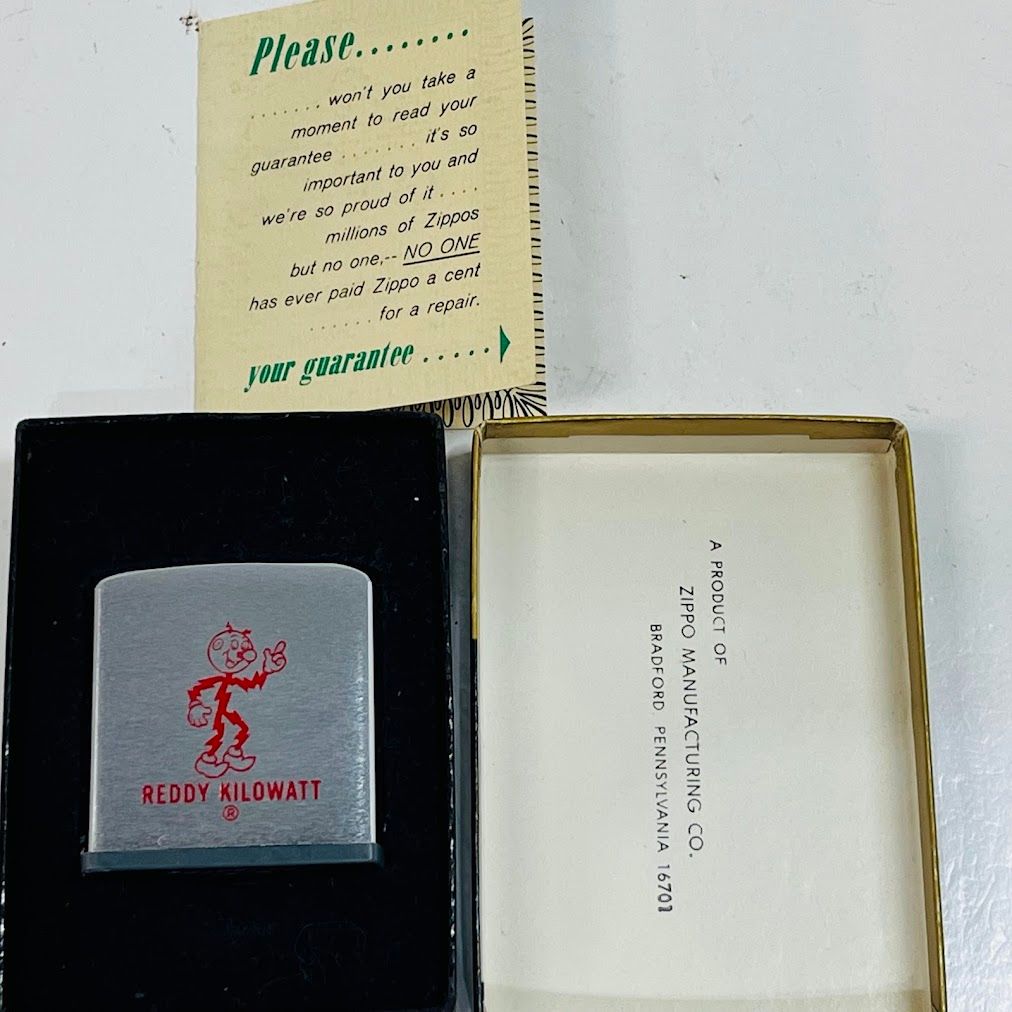 Please........
....... won't you take a
moment to read your
guarantee ....... it's so
important to you and
we're so proud of it ....
millions of Zippos
but no one,-- NO ONE
has ever paid Zippo a cent
...... for a repair.
your guarantee .....
REDDY KILOWATT
®
A PRODUCT OF
ZIPPO MANUFACTURING CO.
BRADFORD, PENNSYLVANIA 16701